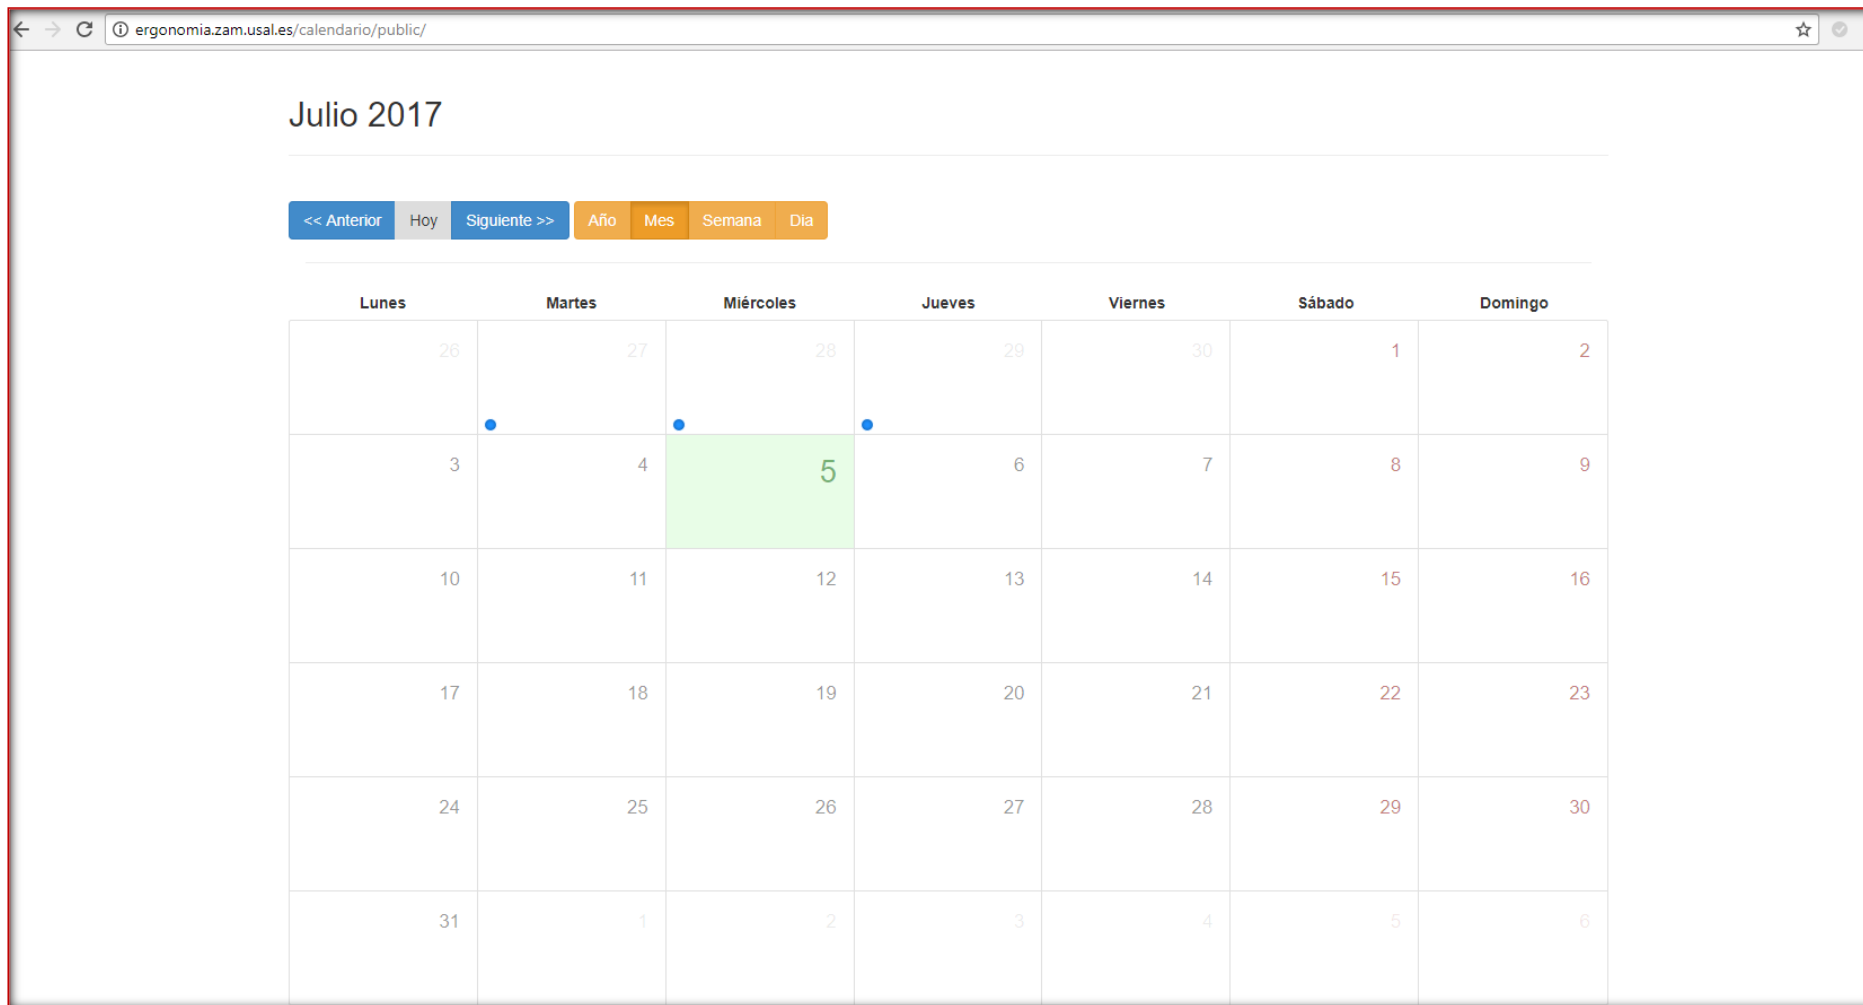 ergonomia.zam.usal.es/calendario/public/
Julio 2017
<< Anterior Hoy Siguiente >> Año Mes Semana Dia
Lunes Martes Miércoles Jueves Viernes Sábado Domingo
26 27 28 29 30 1 2
3 4 5 6 7 8 9
10 11 12 13 14 15 16
17 18 19 20 21 22 23
24 25 26 27 28 29 30
31 1 2 3 4 5 6